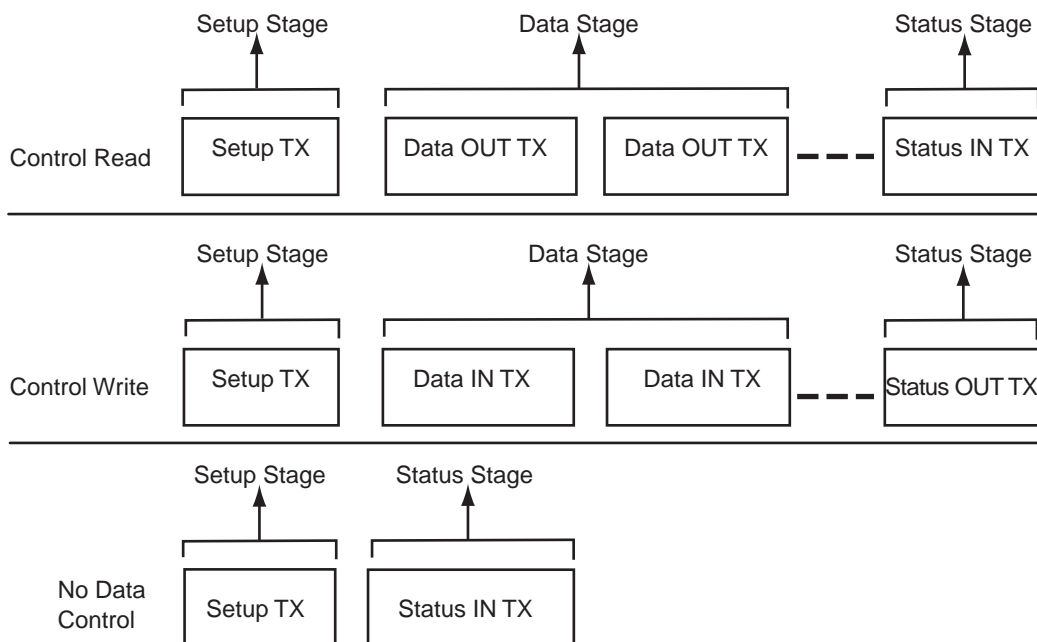 Setup Stage Data Stage Status Stage
Control Read Setup TX Data OUT TX Data OUT TX Status IN TX
Setup Stage Data Stage Status Stage
Control Write Setup TX Data IN TX Data IN TX Status OUT TX
Setup Stage Status Stage
No Data
Control Setup TX Status IN TX